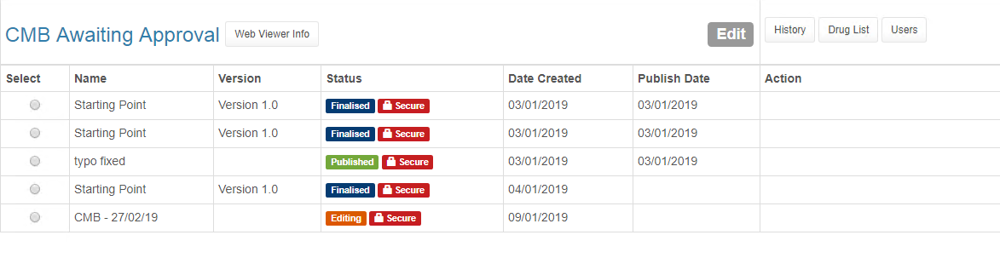 CMB Awaiting Approval Web Viewer Info Edit History Drug List Users
Select Name Version Status Date Created Publish Date Action
Starting Point Version 1.0 Finalised Secure 03/01/2019 03/01/2019
Starting Point Version 1.0 Finalised Secure 03/01/2019 03/01/2019
typo fixed Published Secure 03/01/2019 03/01/2019
Starting Point Version 1.0 Finalised Secure 04/01/2019
CMB - 27/02/19 Editing Secure 09/01/2019